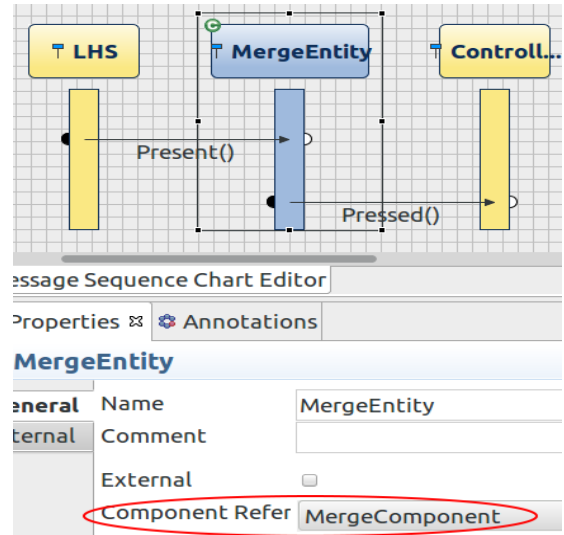 C
LHS
MergeEntity
Controll...
Present()
Pressed()
essage Sequence Chart Editor
Properties
Annotations
MergeEntity
eneral
Name
MergeEntity
ternal
Comment
External
Component Refer
MergeComponent